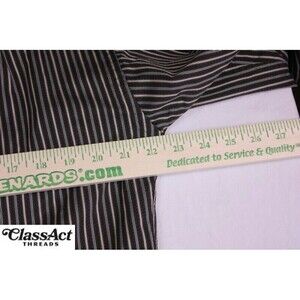 17 18 19 20 21 22 23 24 25 26 27
ENARDS.com Dedicated to Service & Quality
ClassAct
THREADS